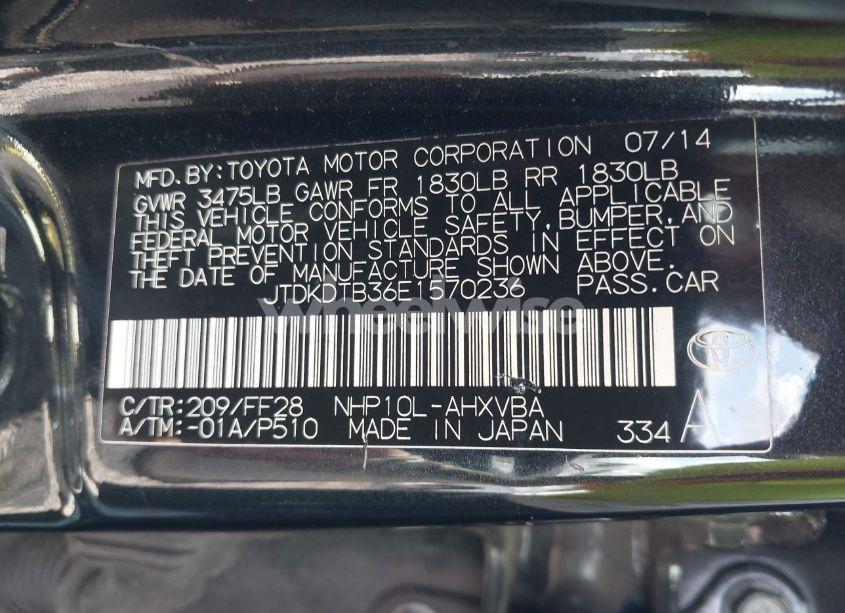 MFD.BY:TOYOTA MOTOR CORPORATION 07/14
GVWR 3475LB GAWR FR 1830LB RR 1830LB
THIS VEHICLE CONFORMS TO ALL APPLICABLE
FEDERAL MOTOR VEHICLE SAFETY,BUMPER,AND
THEFT PREVENTION STANDARDS IN EFFECT ON
THE DATE OF MANUFACTURE SHOWN ABOVE.
JTDKDTB36E1570236 PASS.CAR
wheelwise
C/TR:209/FF28 NHP10L-AHXVBA
A/TM:-01A/P510 MADE IN JAPAN 334 A